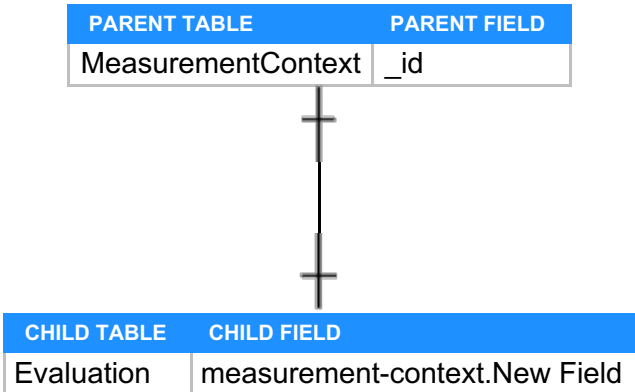 PARENT TABLE PARENT FIELD
MeasurementContext _id
CHILD TABLE CHILD FIELD
Evaluation measurement-context.New Field